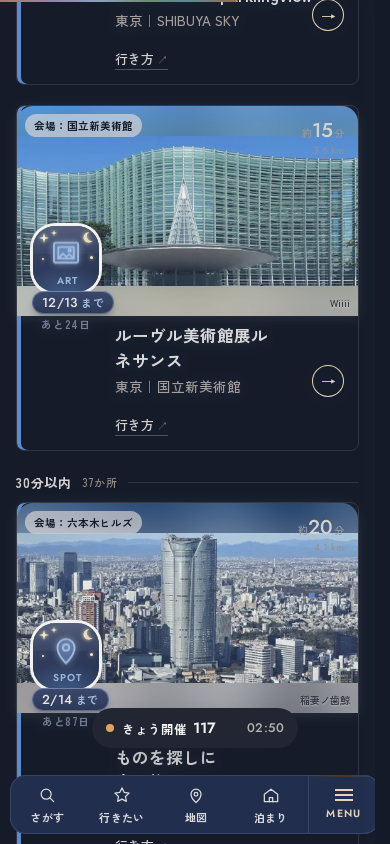 東京｜SHIBUYA SKY
行き方 ↗
会場：国立新美術館
約15分
ART
12/13 まで
あと24日
Wiiii
ルーヴル美術館展ル
ネサンス
東京｜国立新美術館
行き方 ↗
30分以内 37か所
会場：六本木ヒルズ
約20分
SPOT
2/14 まで
あと87日
稲妻ノ歯鯨
きょう開催 117 02:50
ものを探しに
さがす
行きたい
地図
泊まり
MENU